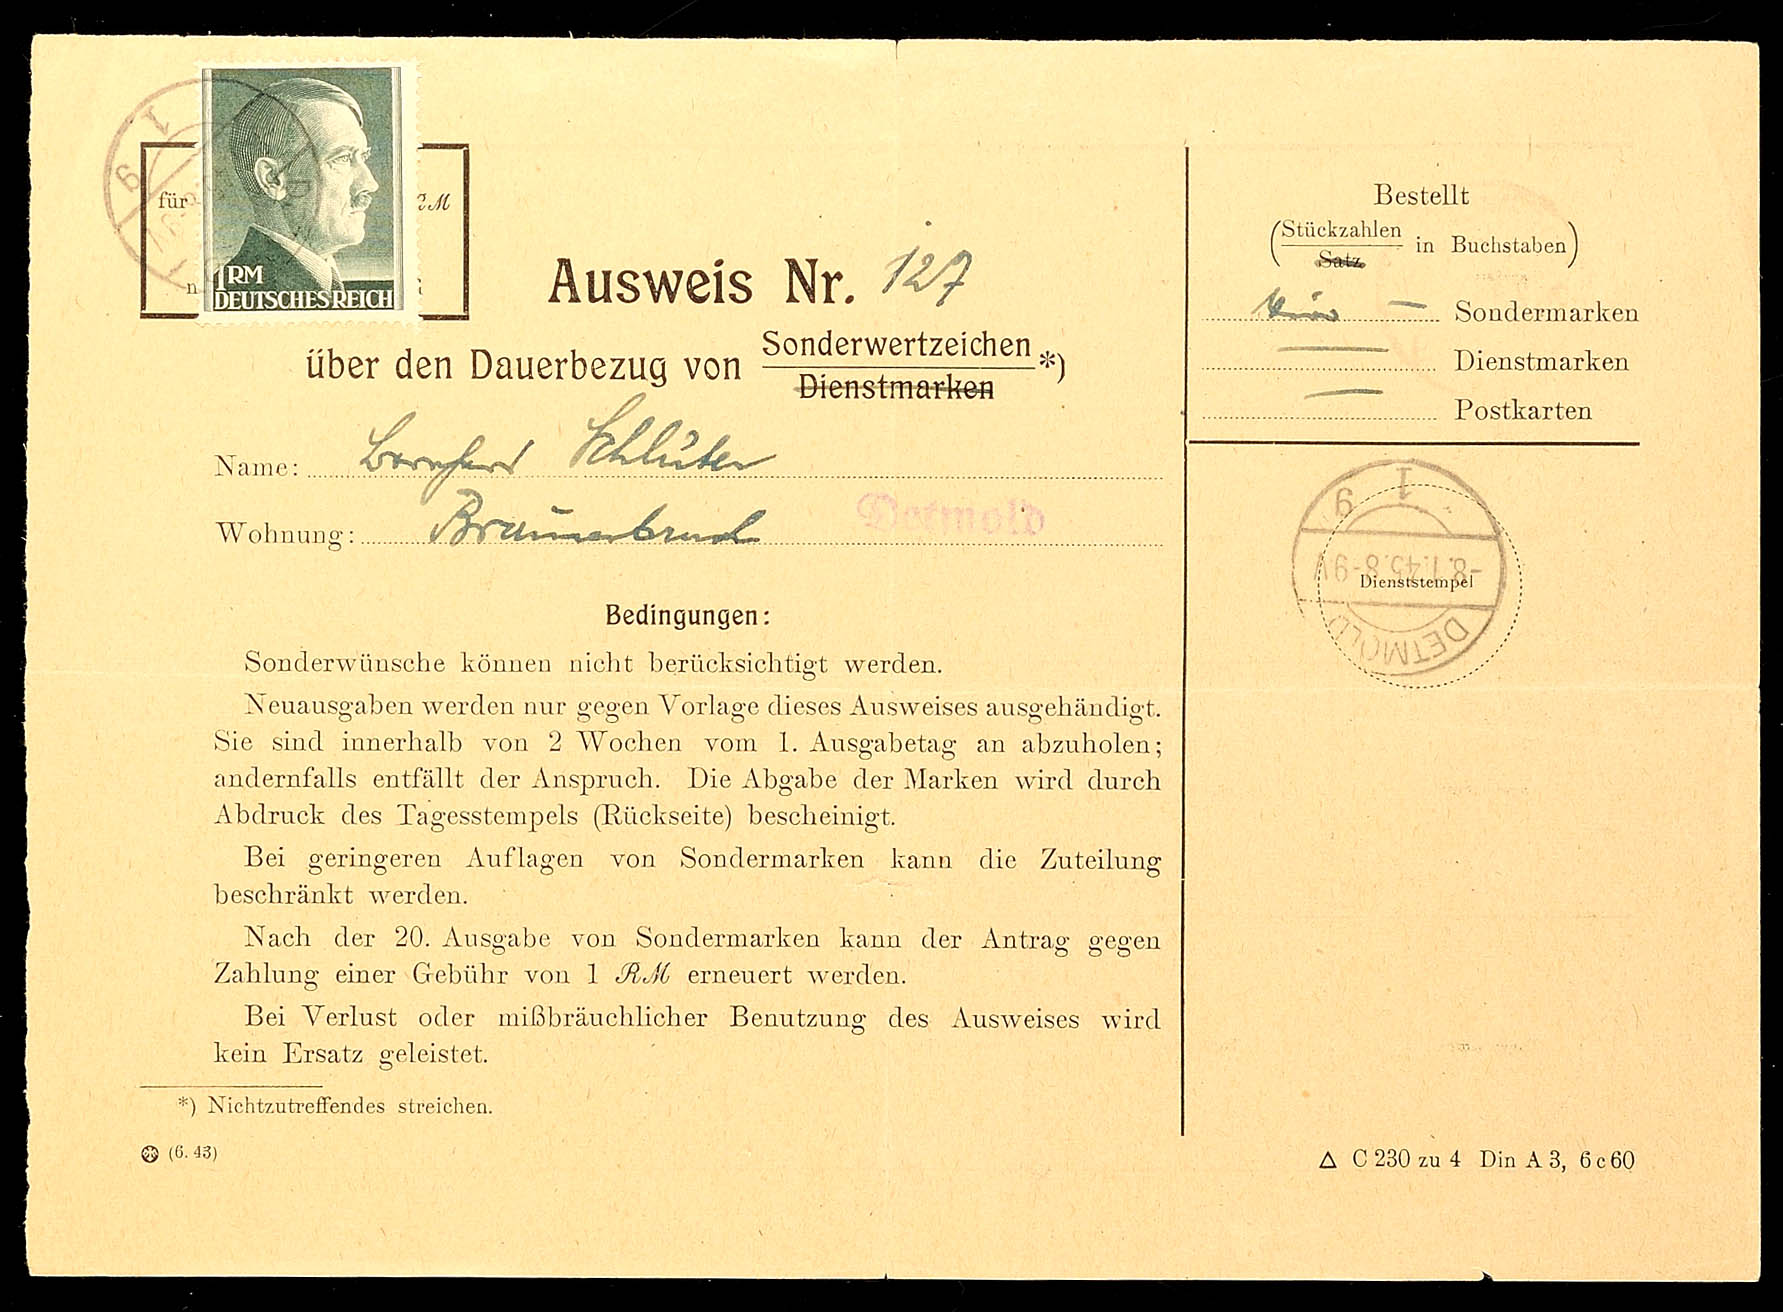 für
RM
1 RM
DEUTSCHES REICH
Ausweis Nr. 127
über den Dauerbezug von Sonderwertzeichen *)
Dienstmarken
Name: Bernhard Schlüter
Wohnung: Detmold
Bedingungen:
Sonderwünsche können nicht berücksichtigt werden.
Neuausgaben werden nur gegen Vorlage dieses Ausweises ausgehändigt.
Sie sind innerhalb von 2 Wochen vom 1. Ausgabetag an abzuholen;
andernfalls entfällt der Anspruch. Die Abgabe der Marken wird durch
Abdruck des Tagesstempels (Rückseite) bescheinigt.
Bei geringeren Auflagen von Sondermarken kann die Zuteilung
beschränkt werden.
Nach der 20. Ausgabe von Sondermarken kann der Antrag gegen
Zahlung einer Gebühr von 1 RM erneuert werden.
Bei Verlust oder mißbräuchlicher Benutzung des Ausweises wird
kein Ersatz geleistet.
*) Nichtzutreffendes streichen.
(6. 43)
Bestellt
(Stückzahlen
Satz in Buchstaben)
Sondermarken
Dienstmarken
Postkarten
1
9
-8.1.45.8-9V
Dienststempel
DETMOLD
△ C 230 zu 4 Din A 3, 6 c 60